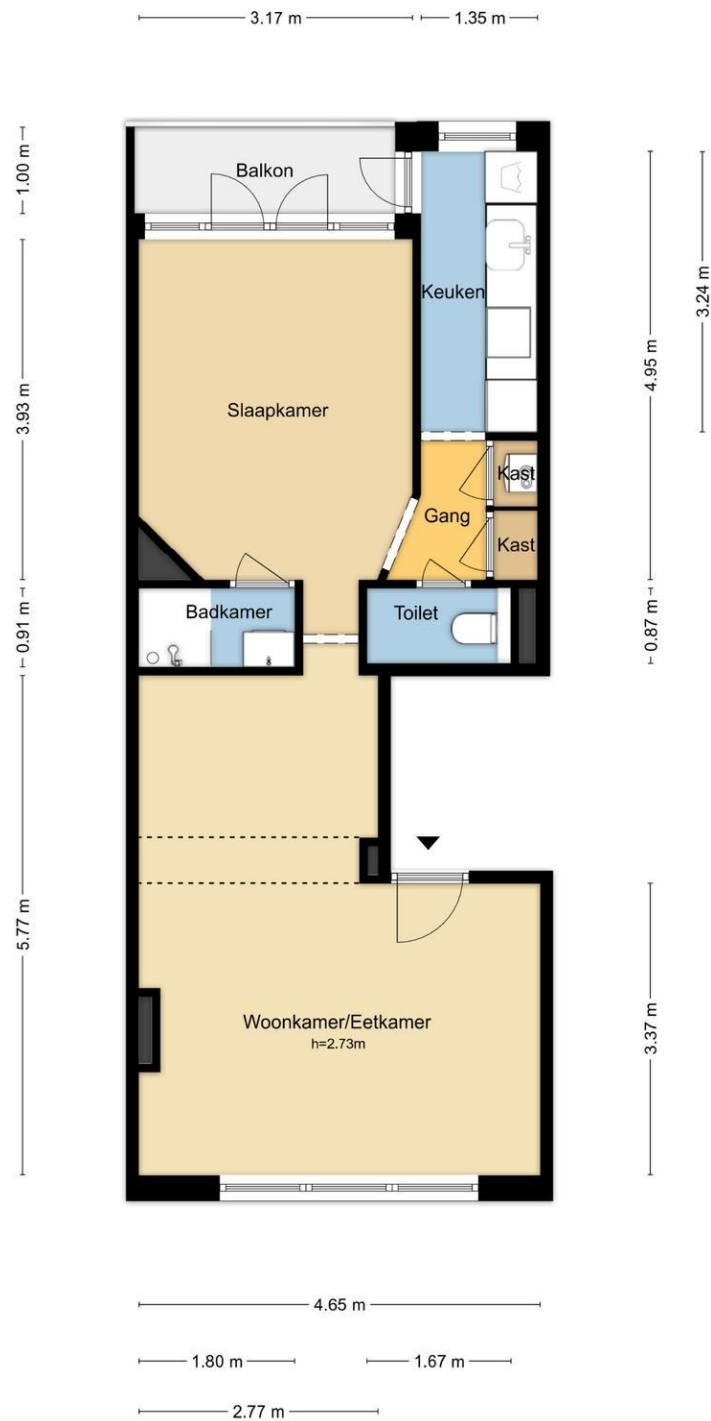 3.17 m
1.35 m
1.00 m
Balkon
3.24 m
Keuken
4.95 m
3.93 m
Slaapkamer
Kast
Gang
Kast
0.91 m
Badkamer
Toilet
0.87 m
5.77 m
Woonkamer/Eetkamer
h=2.73m
3.37 m
4.65 m
1.80 m
1.67 m
2.77 m